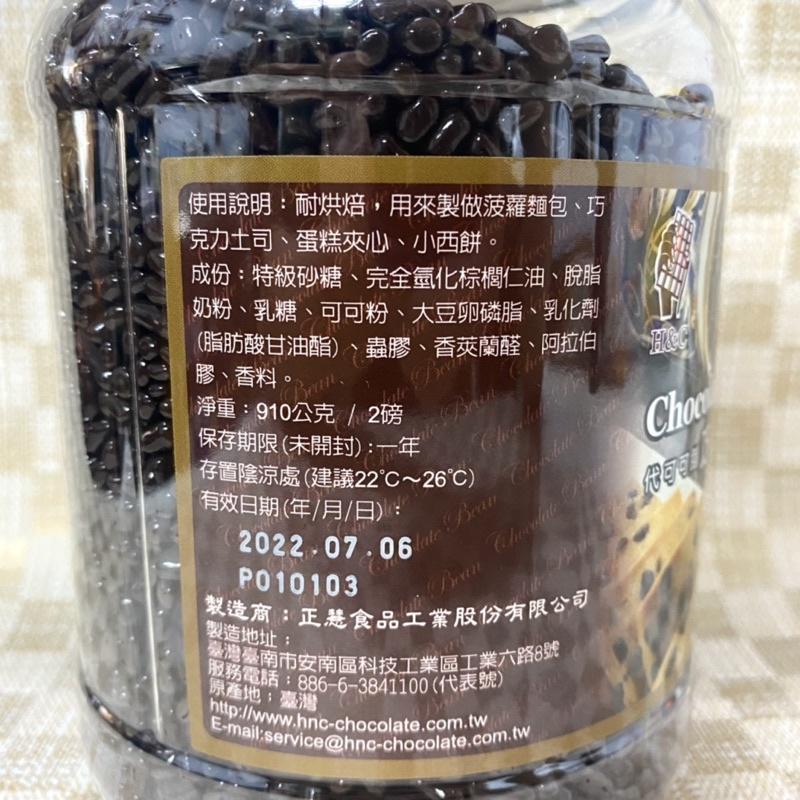 使用說明：耐烘焙，用來製做菠蘿麵包、巧
克力土司、蛋糕夾心、小西餅。
成份：特級砂糖、完全氫化棕櫚仁油、脫脂
奶粉、乳糖、可可粉、大豆卵磷脂、乳化劑
(脂肪酸甘油酯)、蟲膠、香莢蘭醛、阿拉伯
膠、香料。
淨重：910公克 / 2磅
保存期限(未開封)：一年
存置陰涼處(建議22℃～26℃)
有效日期(年/月/日)：
2022.07.06
P010103
製造商：正慧食品工業股份有限公司
製造地址：
臺灣臺南市安南區科技工業區工業六路8號
服務電話：886-6-3841100(代表號)
原產地：臺灣
http://www.hnc-chocolate.com.tw
E-mail:service@hnc-chocolate.com.tw
H&C
Choco
代可可
Chocolate Bean